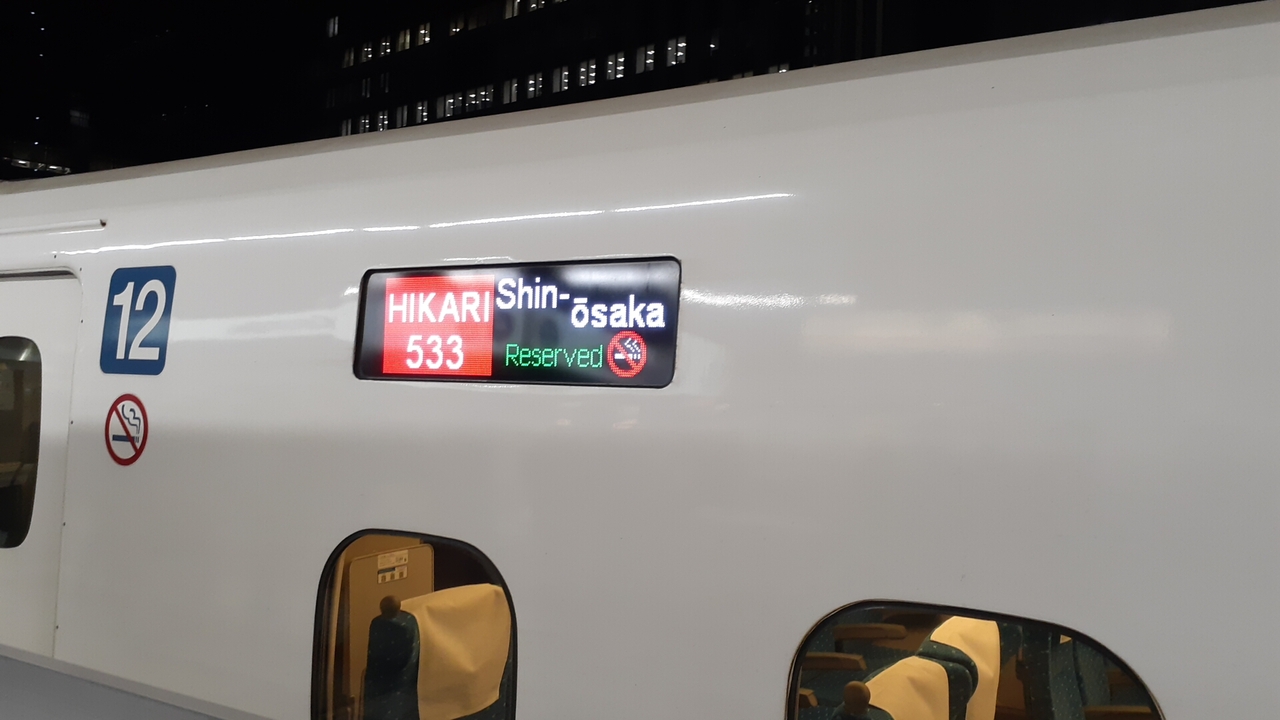 12
HIKARI
533
Shin-ōsaka
Reserved